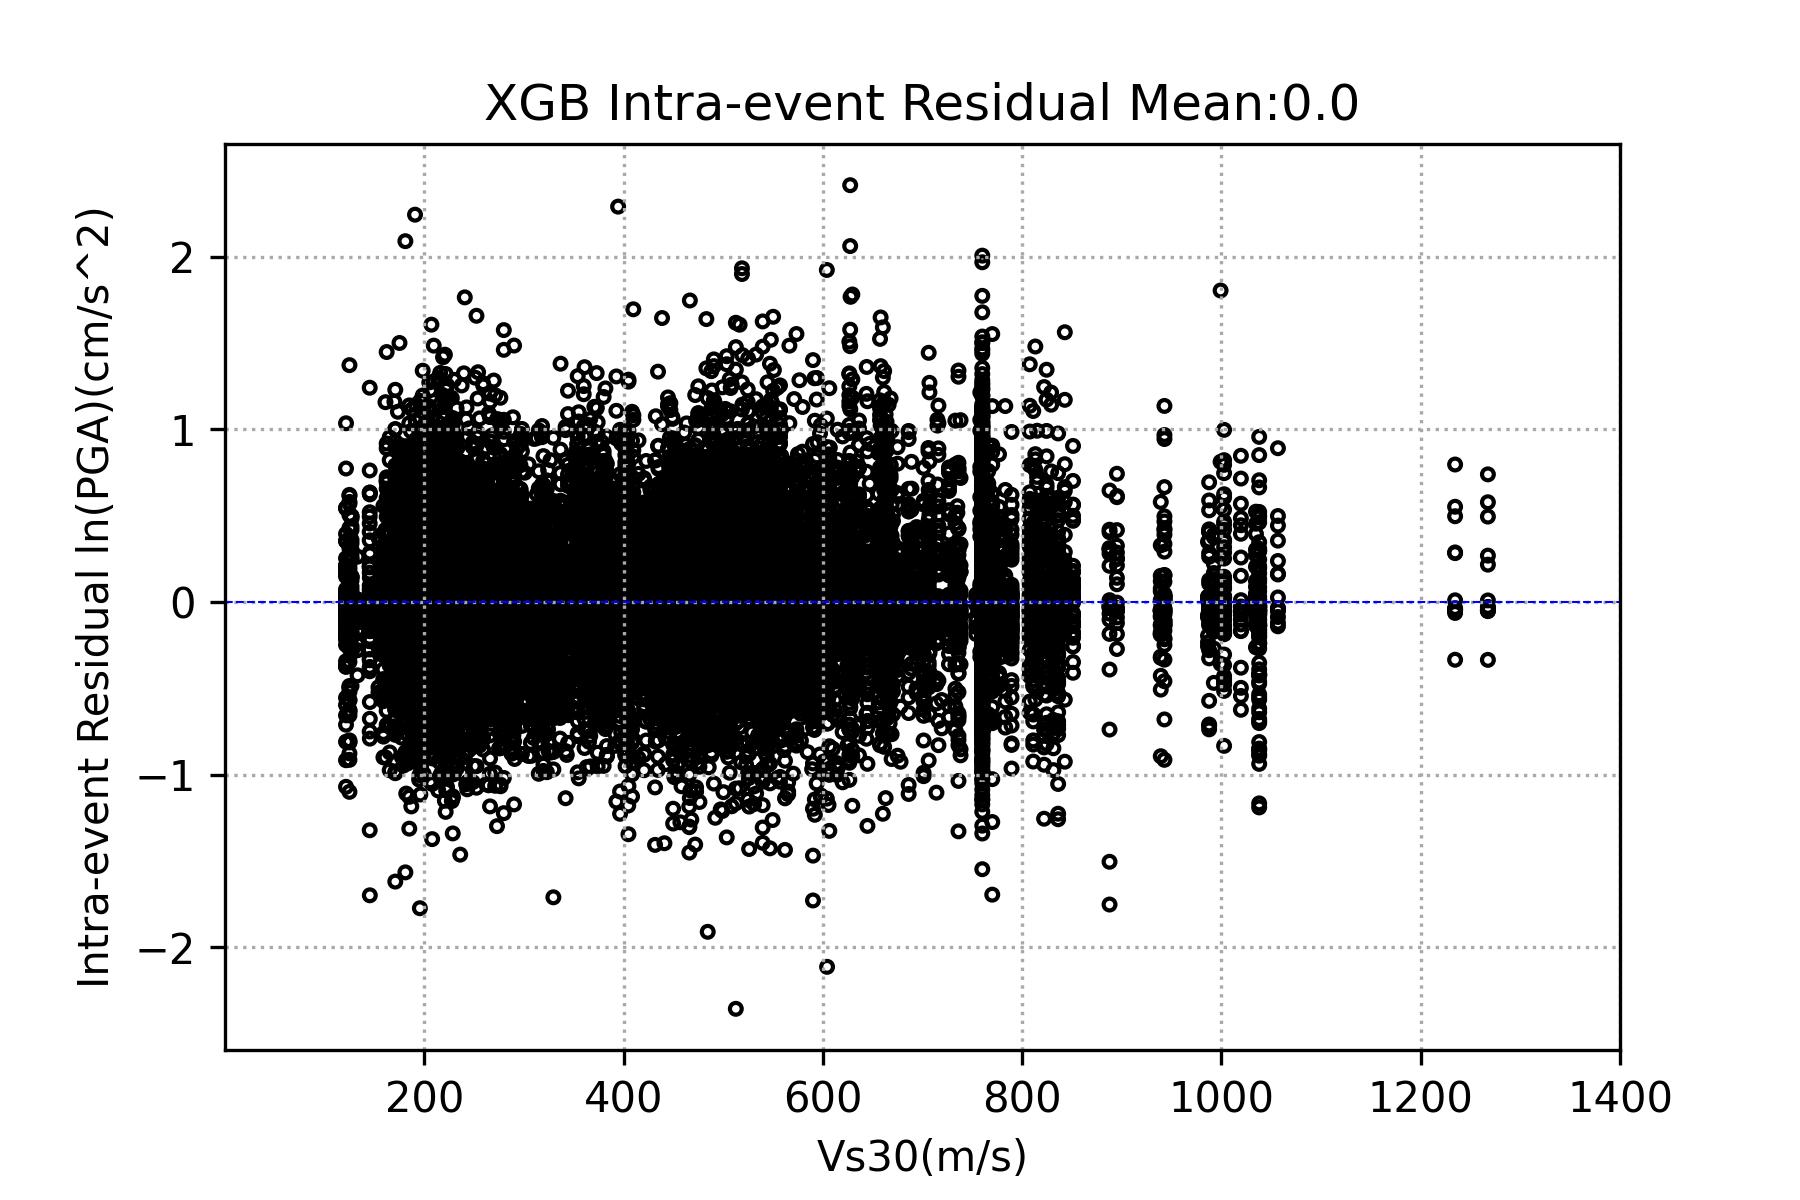 XGB Intra-event Residual Mean:0.0
Intra-event Residual ln(PGA)(cm/s^2)
2
1
0
−1
−2
200 400 600 800 1000 1200 1400
Vs30(m/s)